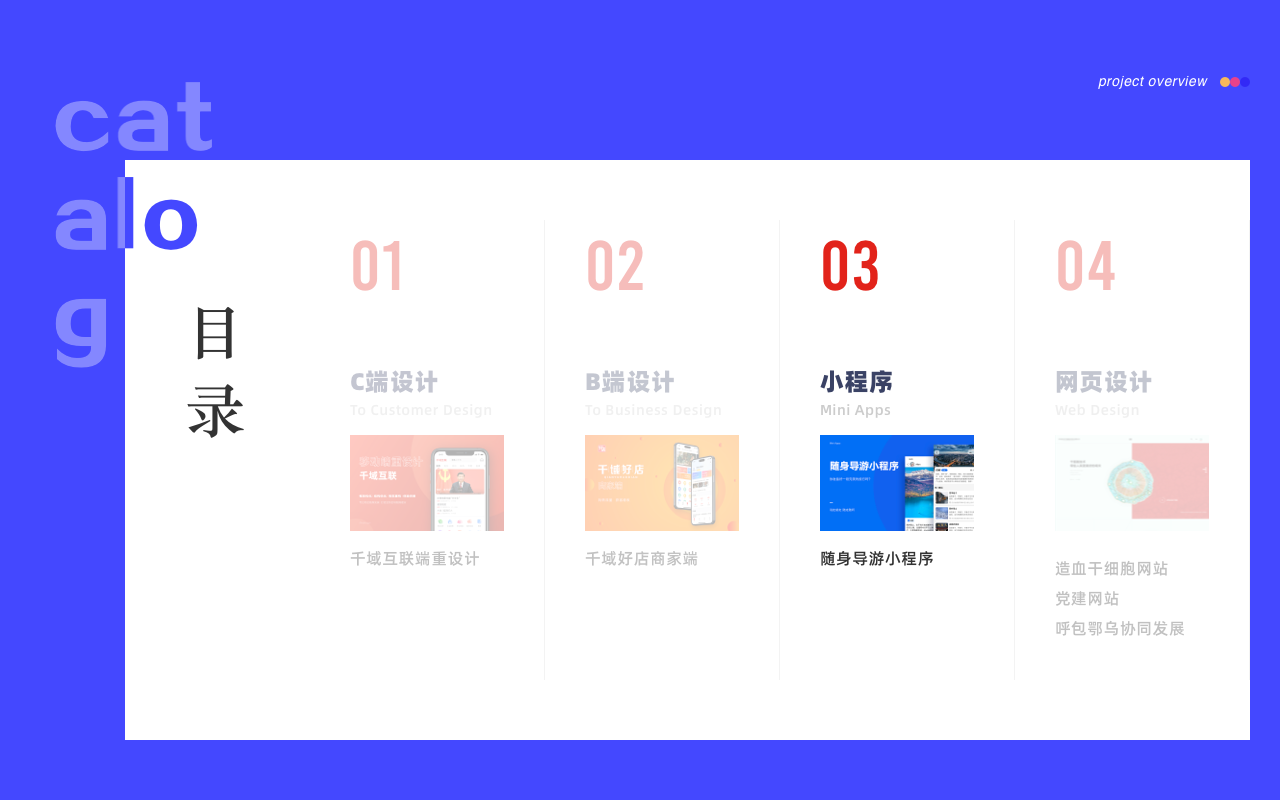 project overview
cat
alo
g
目
录
01
C端设计
To Customer Design
千域互联
千域互联端重设计
02
B端设计
To Business Design
千域好店
千域好店商家端
03
小程序
Mini Apps
随身导游小程序
随身导游小程序
04
网页设计
Web Design
造血干细胞网站
党建网站
呼包鄂乌协同发展